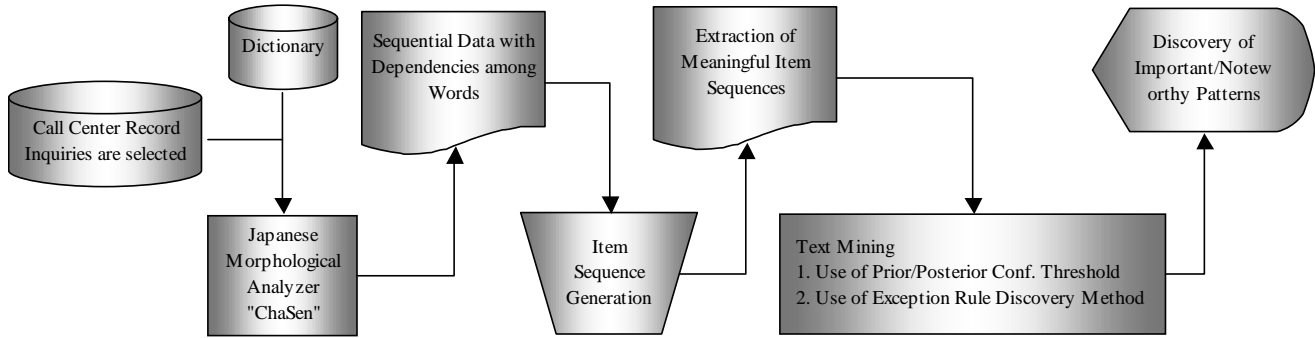 Dictionary
Call Center Record
Inquiries are selected
Japanese
Morphological
Analyzer
"ChaSen"
Sequential Data with
Dependencies among
Words
Item
Sequence
Generation
Extraction of
Meaningful Item
Sequences
Text Mining
1. Use of Prior/Posterior Conf. Threshold
2. Use of Exception Rule Discovery Method
Discovery of
Important/Notew
orthy Patterns